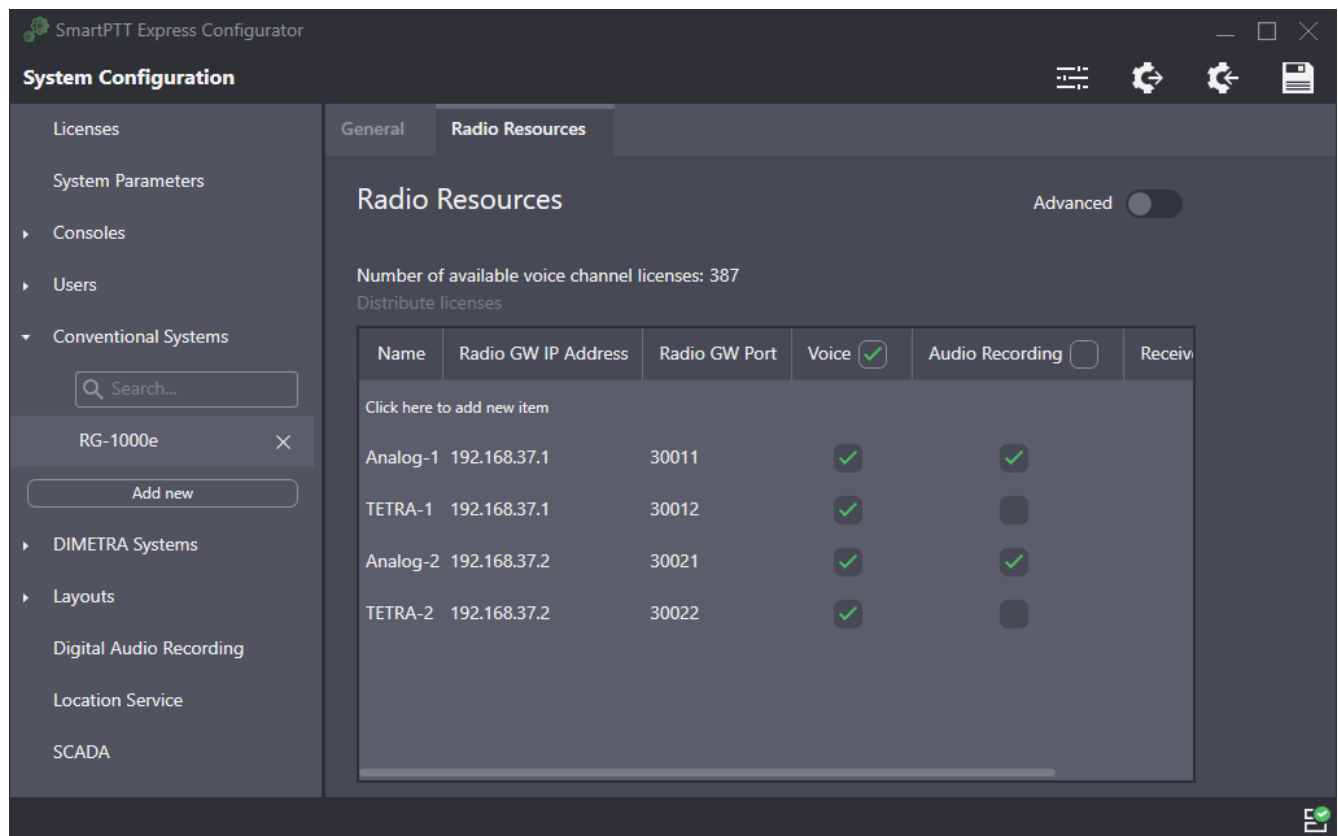 SmartPTT Express Configurator
System Configuration
Licenses
System Parameters
Consoles
Users
Conventional Systems
Search...
RG-1000e
Add new
DIMETRA Systems
Layouts
Digital Audio Recording
Location Service
SCADA
General Radio Resources
Radio Resources Advanced
Number of available voice channel licenses: 387
Distribute licenses
Name Radio GW IP Address Radio GW Port Voice Audio Recording Receiv
Click here to add new item
Analog-1 192.168.37.1 30011
TETRA-1 192.168.37.1 30012
Analog-2 192.168.37.2 30021
TETRA-2 192.168.37.2 30022